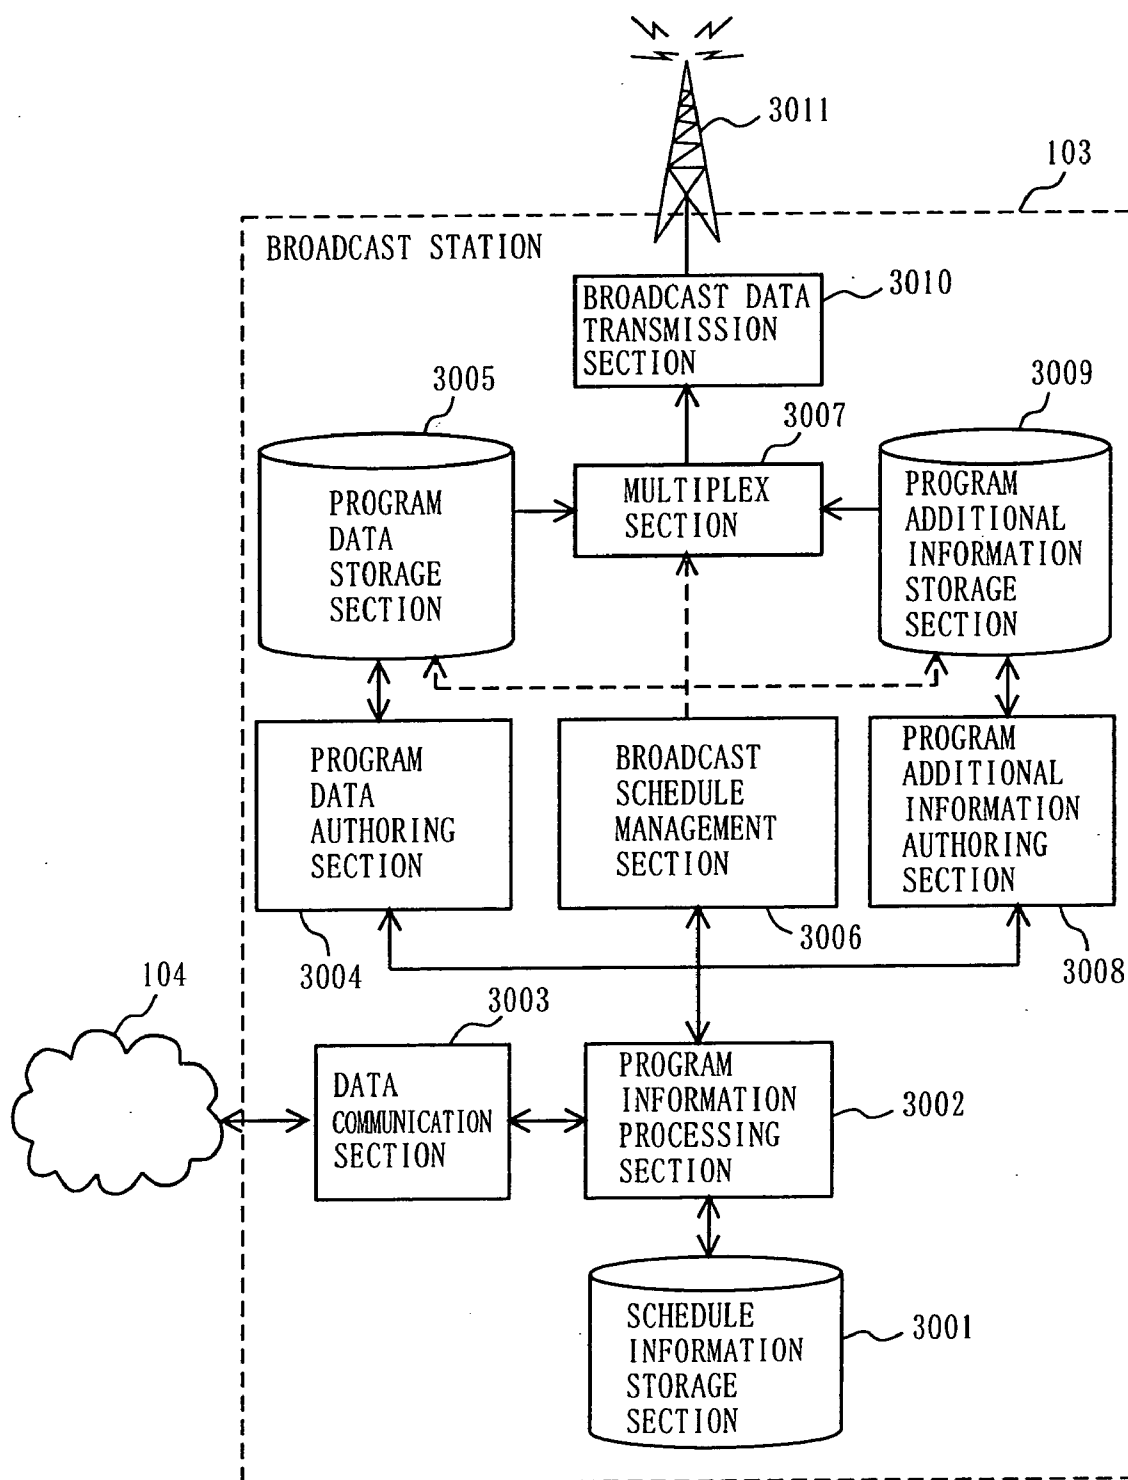 3011
103
BROADCAST STATION
BROADCAST DATA
TRANSMISSION
SECTION
3010
3005
3007
3009
PROGRAM
DATA
STORAGE
SECTION
MULTIPLEX
SECTION
PROGRAM
ADDITIONAL
INFORMATION
STORAGE
SECTION
PROGRAM
DATA
AUTHORING
SECTION
BROADCAST
SCHEDULE
MANAGEMENT
SECTION
PROGRAM
ADDITIONAL
INFORMATION
AUTHORING
SECTION
3004
3006
3008
104
3003
DATA
COMMUNICATION
SECTION
PROGRAM
INFORMATION
PROCESSING
SECTION
3002
SCHEDULE
INFORMATION
STORAGE
SECTION
3001